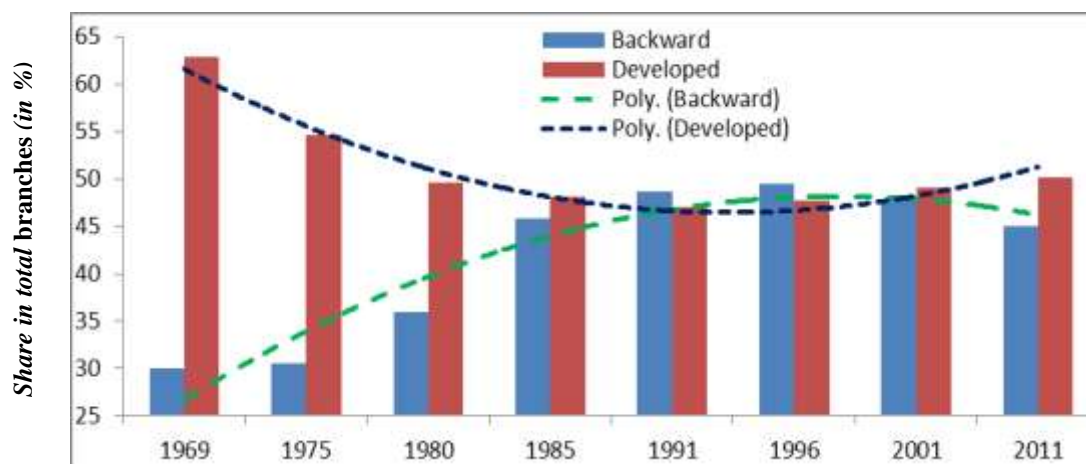 Share in total branches (in %)
65
60
55
50
45
40
35
30
25
Backward
Developed
Poly. (Backward)
Poly. (Developed)
1969 1975 1980 1985 1991 1996 2001 2011